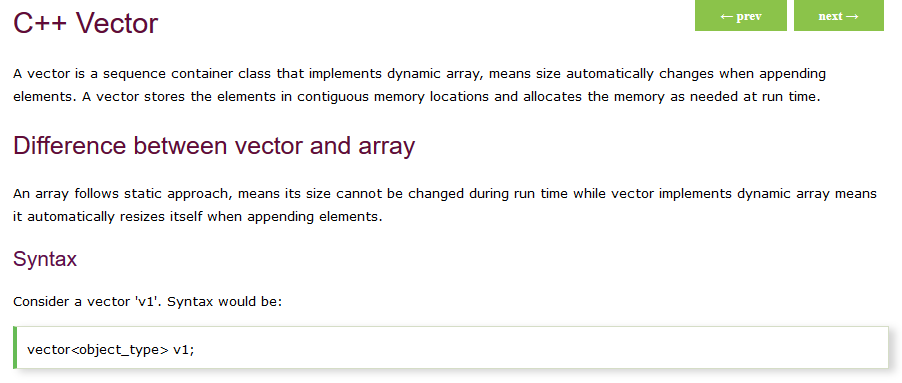 C++ Vector
← prev
next →
A vector is a sequence container class that implements dynamic array, means size automatically changes when appending
elements. A vector stores the elements in contiguous memory locations and allocates the memory as needed at run time.
Difference between vector and array
An array follows static approach, means its size cannot be changed during run time while vector implements dynamic array means
it automatically resizes itself when appending elements.
Syntax
Consider a vector 'v1'. Syntax would be:
vector<object_type> v1;